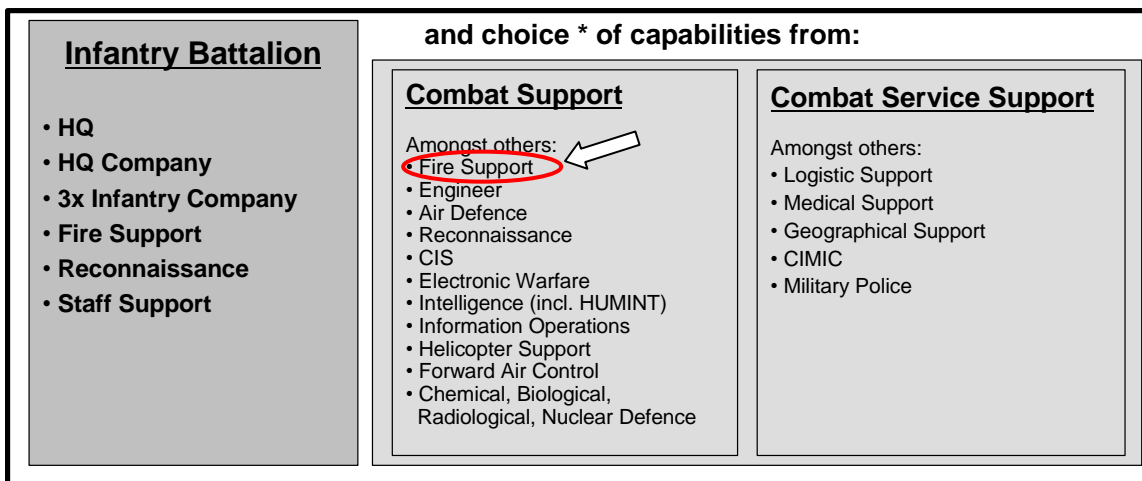 Infantry Battalion
• HQ
• HQ Company
• 3x Infantry Company
• Fire Support
• Reconnaissance
• Staff Support
and choice * of capabilities from:
Combat Support
Amongst others:
• Fire Support
• Engineer
• Air Defence
• Reconnaissance
• CIS
• Electronic Warfare
• Intelligence (incl. HUMINT)
• Information Operations
• Helicopter Support
• Forward Air Control
• Chemical, Biological,
Radiological, Nuclear Defence
Combat Service Support
Amongst others:
• Logistic Support
• Medical Support
• Geographical Support
• CIMIC
• Military Police